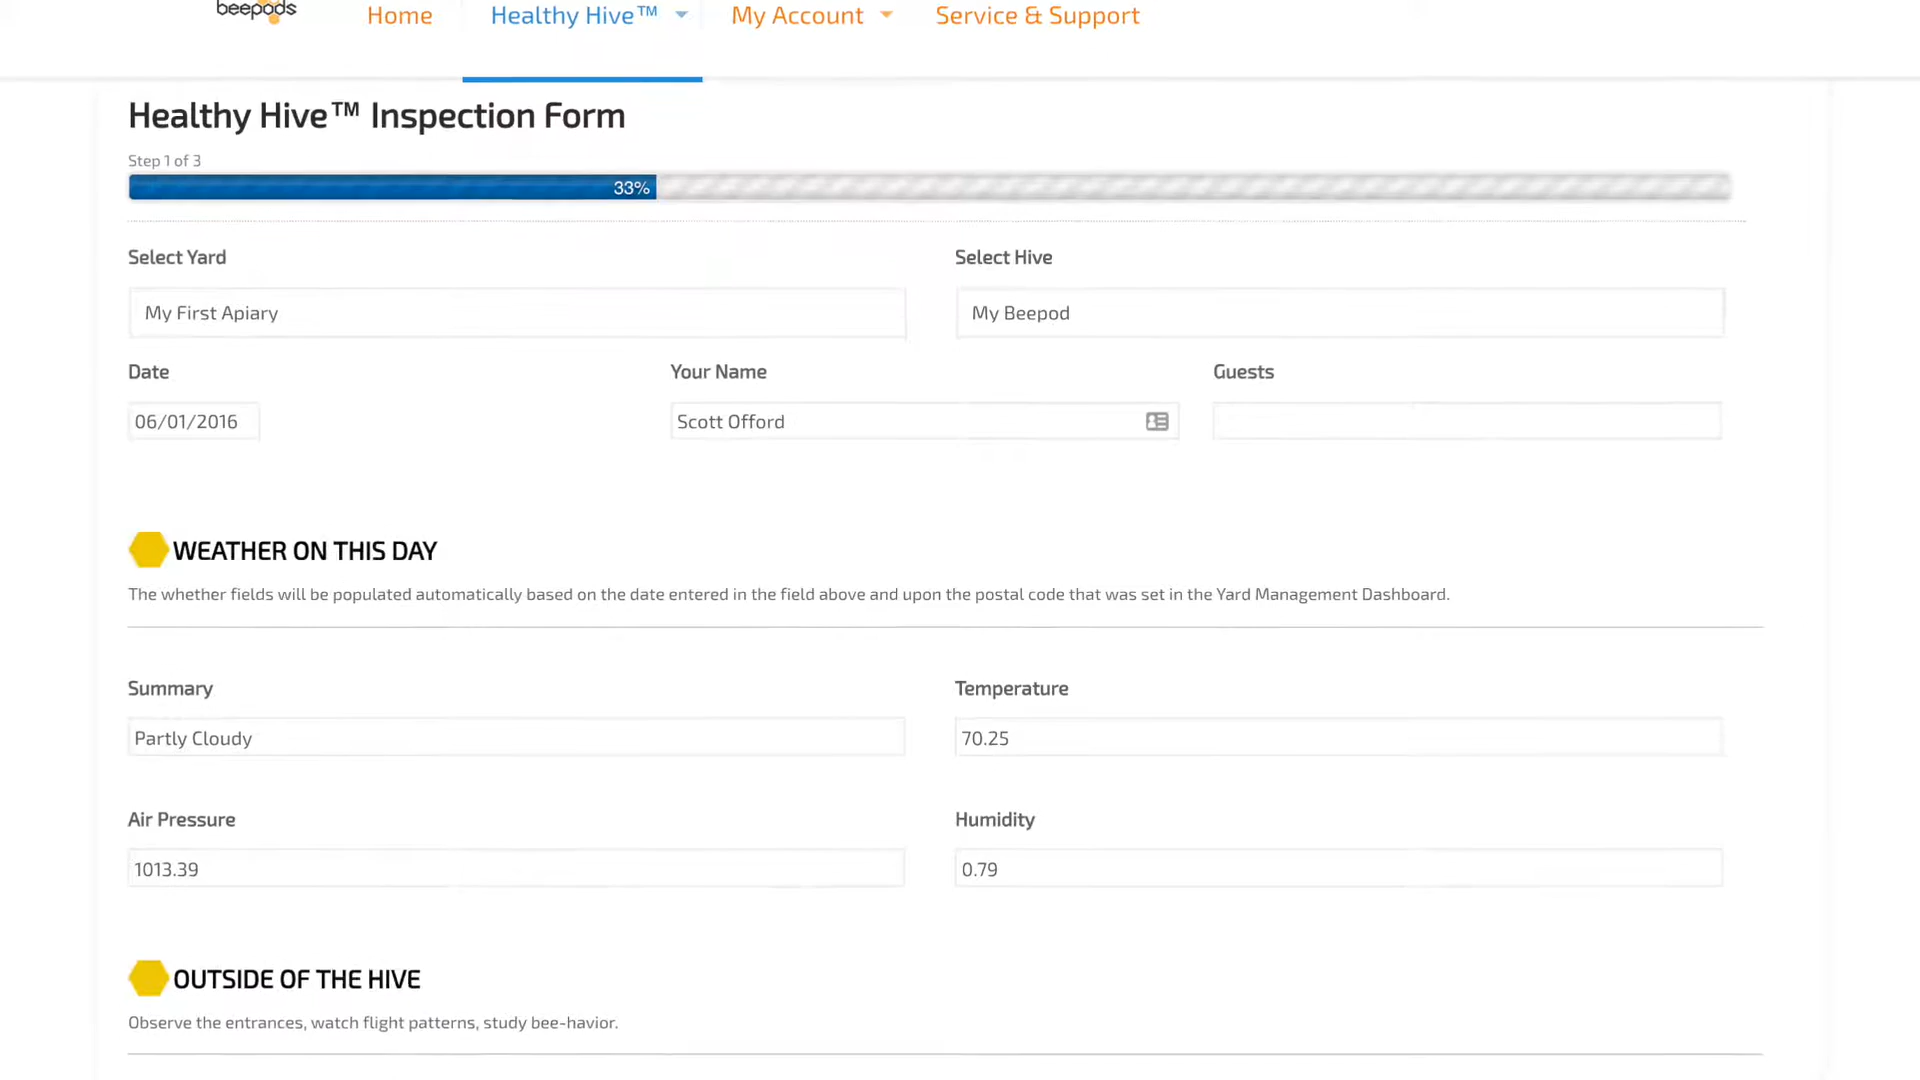 beepods
Home Healthy Hive™ My Account Service & Support
Healthy Hive™ Inspection Form
Step 1 of 3
33%
Select Yard Select Hive
My First Apiary My Beepod
Date Your Name Guests
06/01/2016 Scott Offord
WEATHER ON THIS DAY
The whether fields will be populated automatically based on the date entered in the field above and upon the postal code that was set in the Yard Management Dashboard.
Summary Temperature
Partly Cloudy 70.25
Air Pressure Humidity
1013.39 0.79
OUTSIDE OF THE HIVE
Observe the entrances, watch flight patterns, study bee-havior.